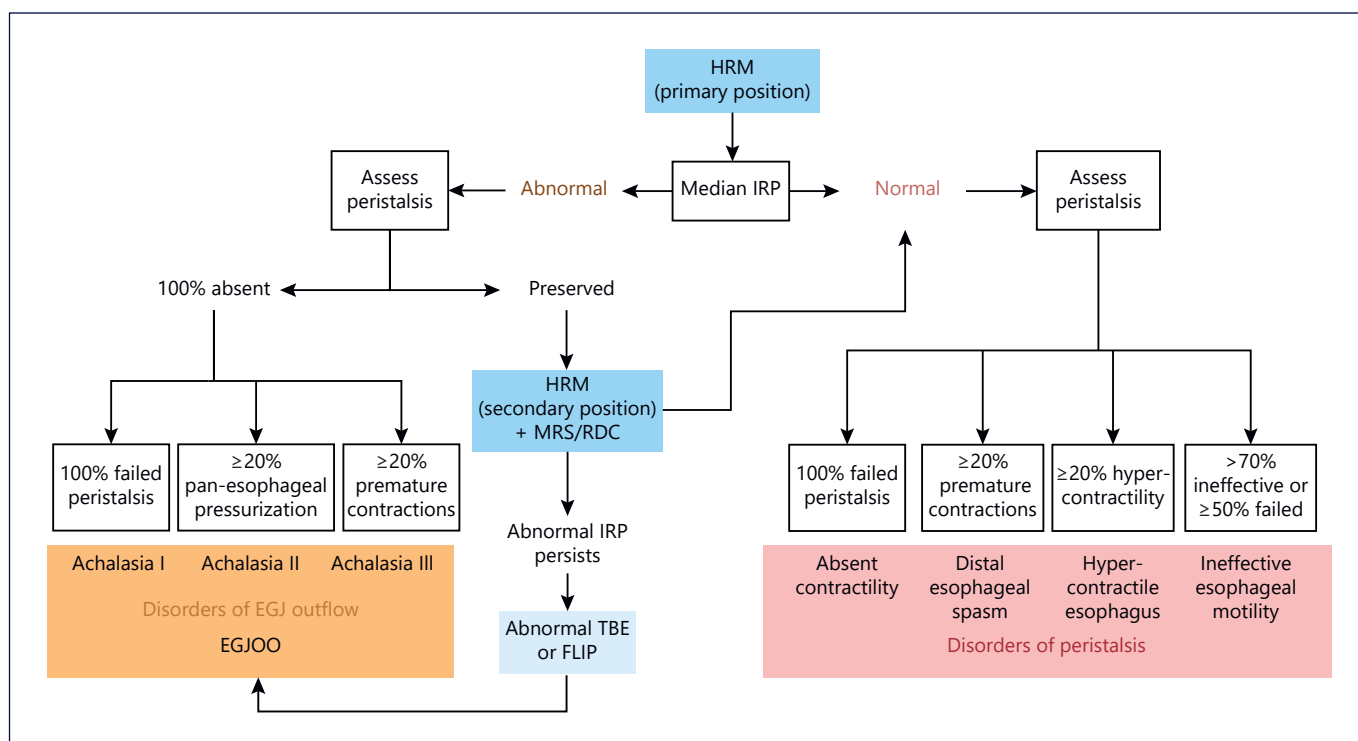 HRM
(primary position)
Assess
peristalsis
Abnormal
Median IRP
Normal
Assess
peristalsis
100% absent
Preserved
HRM
(secondary position)
+ MRS/RDC
100% failed
peristalsis
≥20%
pan-esophageal
pressurization
≥20%
premature
contractions
Abnormal IRP
persists
100% failed
peristalsis
≥20%
premature
contractions
≥20% hyper-
contractility
>70%
ineffective or
≥50% failed
Achalasia I
Achalasia II
Achalasia III
Disorders of EGJ outflow
EGJOO
Abnormal TBE
or FLIP
Absent
contractility
Distal
esophageal
spasm
Hyper-
contractile
esophagus
Ineffective
esophageal
motility
Disorders of peristalsis